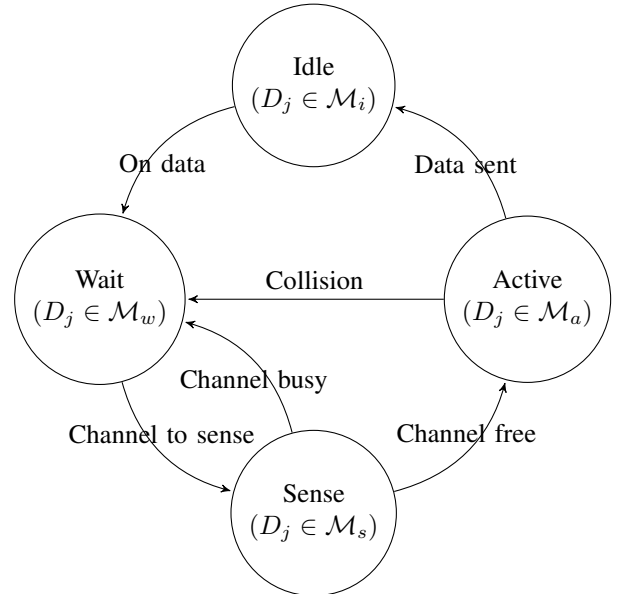 Idle
(D_j ∈ ℳ_i)
On data
Data sent
Wait
(D_j ∈ ℳ_w)
Collision
Active
(D_j ∈ ℳ_a)
Channel busy
Channel to sense
Channel free
Sense
(D_j ∈ ℳ_s)